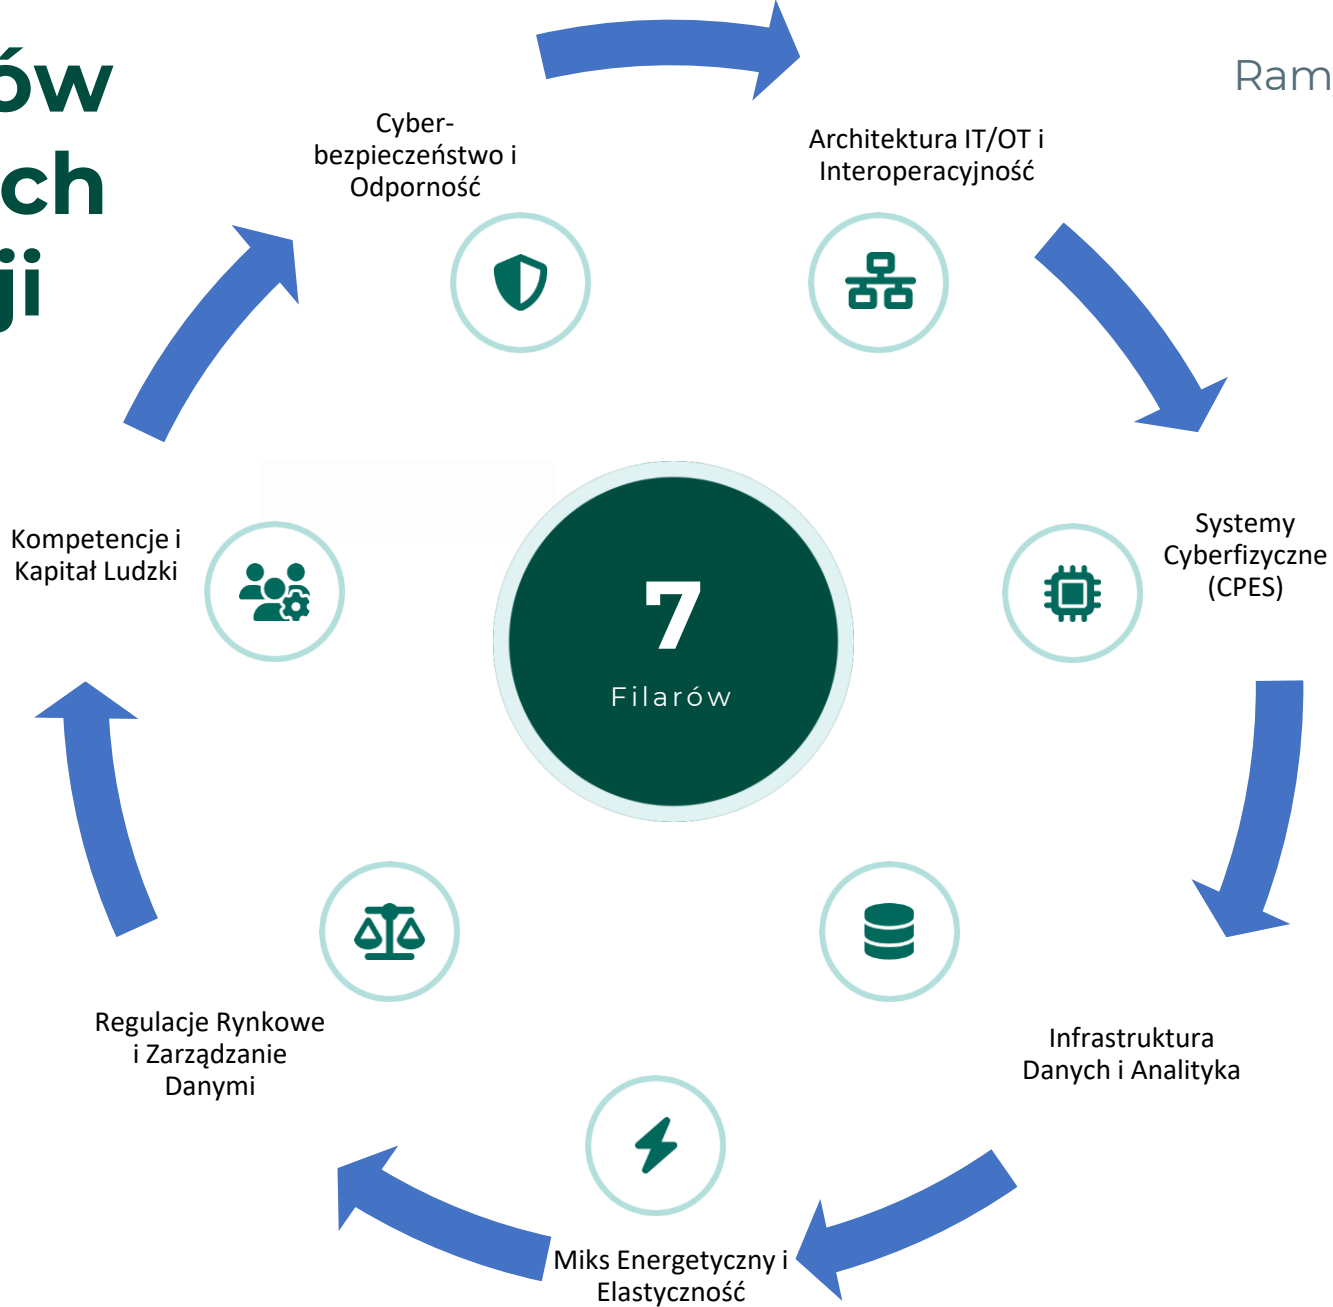 ów
ch
ji
Ram
Cyber-
bezpieczeństwo i
Odporność
Architektura IT/OT i
Interoperacyjność
Systemy
Cyberfizyczne
(CPES)
Infrastruktura
Danych i Analityka
Miks Energetyczny i
Elastyczność
Regulacje Rynkowe
i Zarządzanie
Danymi
Kompetencje i
Kapitał Ludzki
7
Filarów